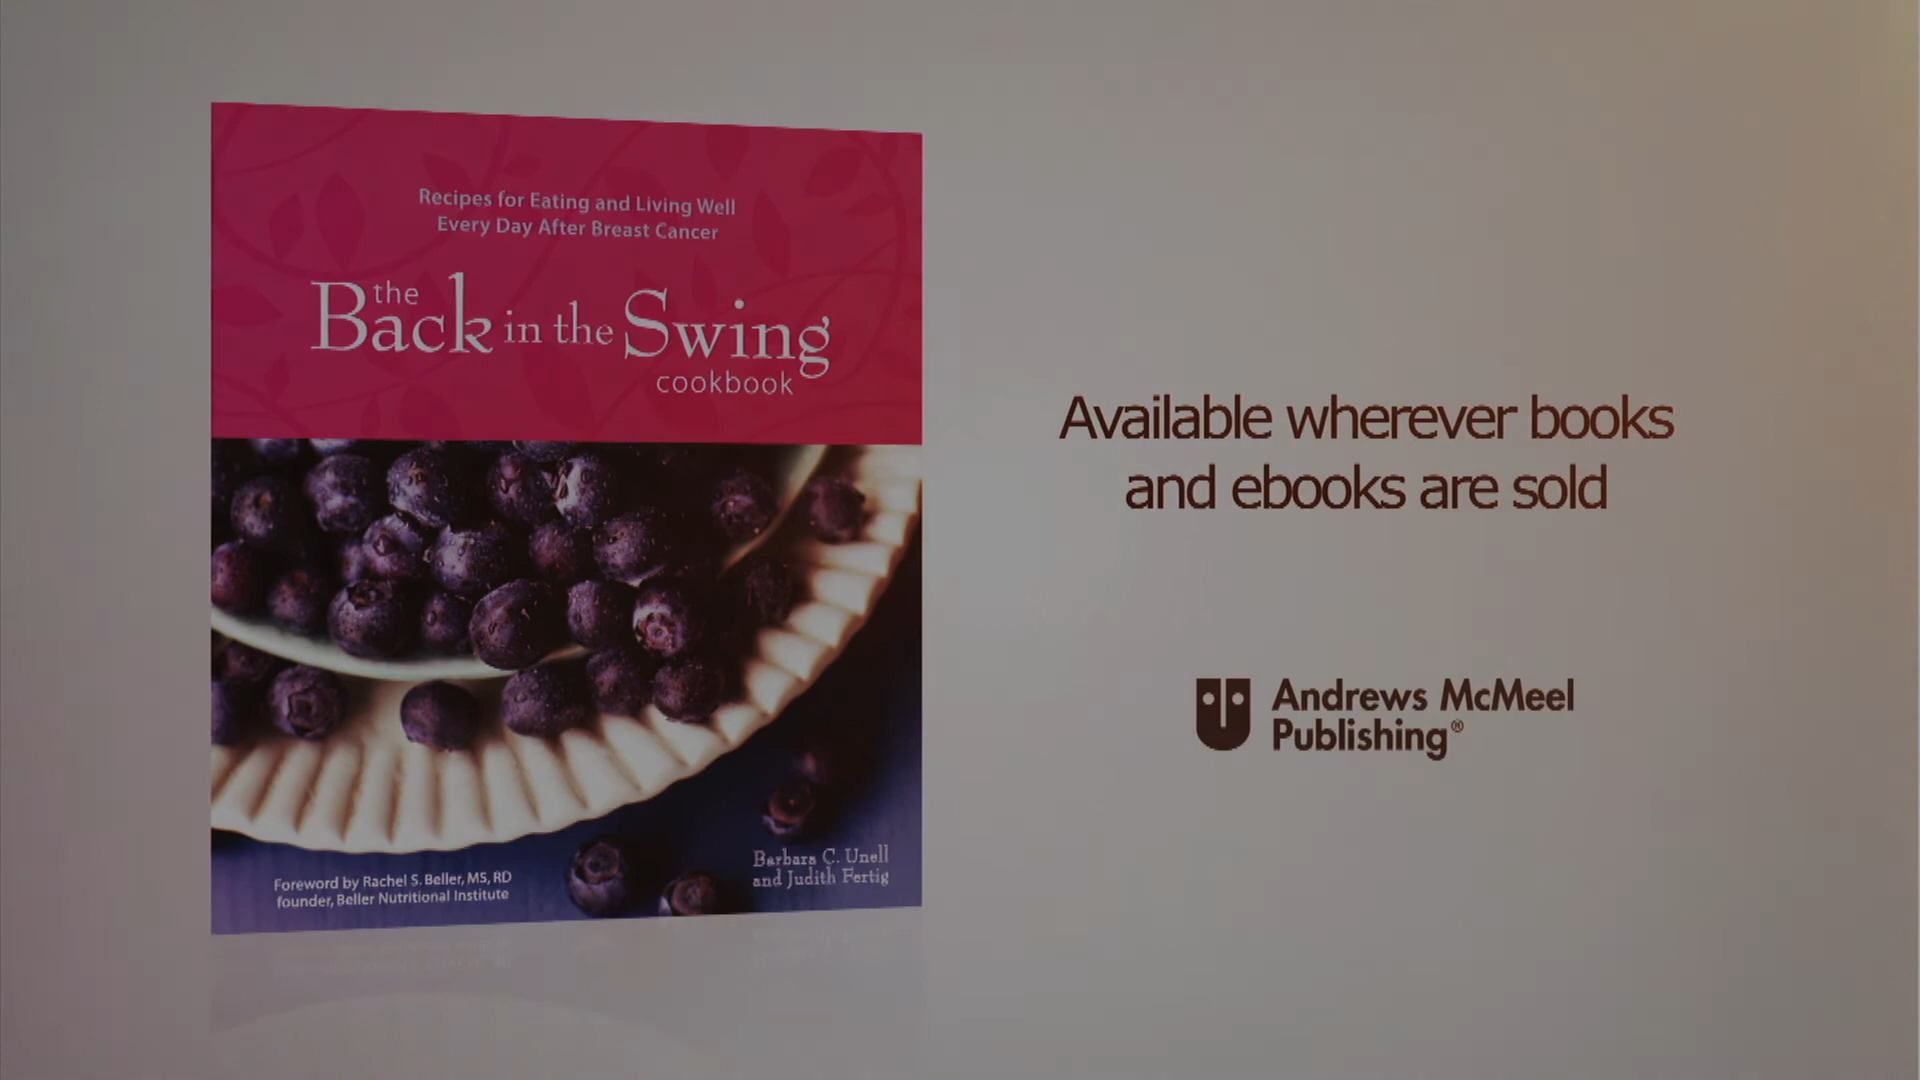 Recipes for Eating and Living Well
Every Day After Breast Cancer
the
Back in the Swing
cookbook
Foreword by Rachel S. Beller, MS, RD
founder, Beller Nutritional Institute
Barbara C. Unell
and Judith Fertig
Available wherever books
and ebooks are sold
Andrews McMeel
Publishing®